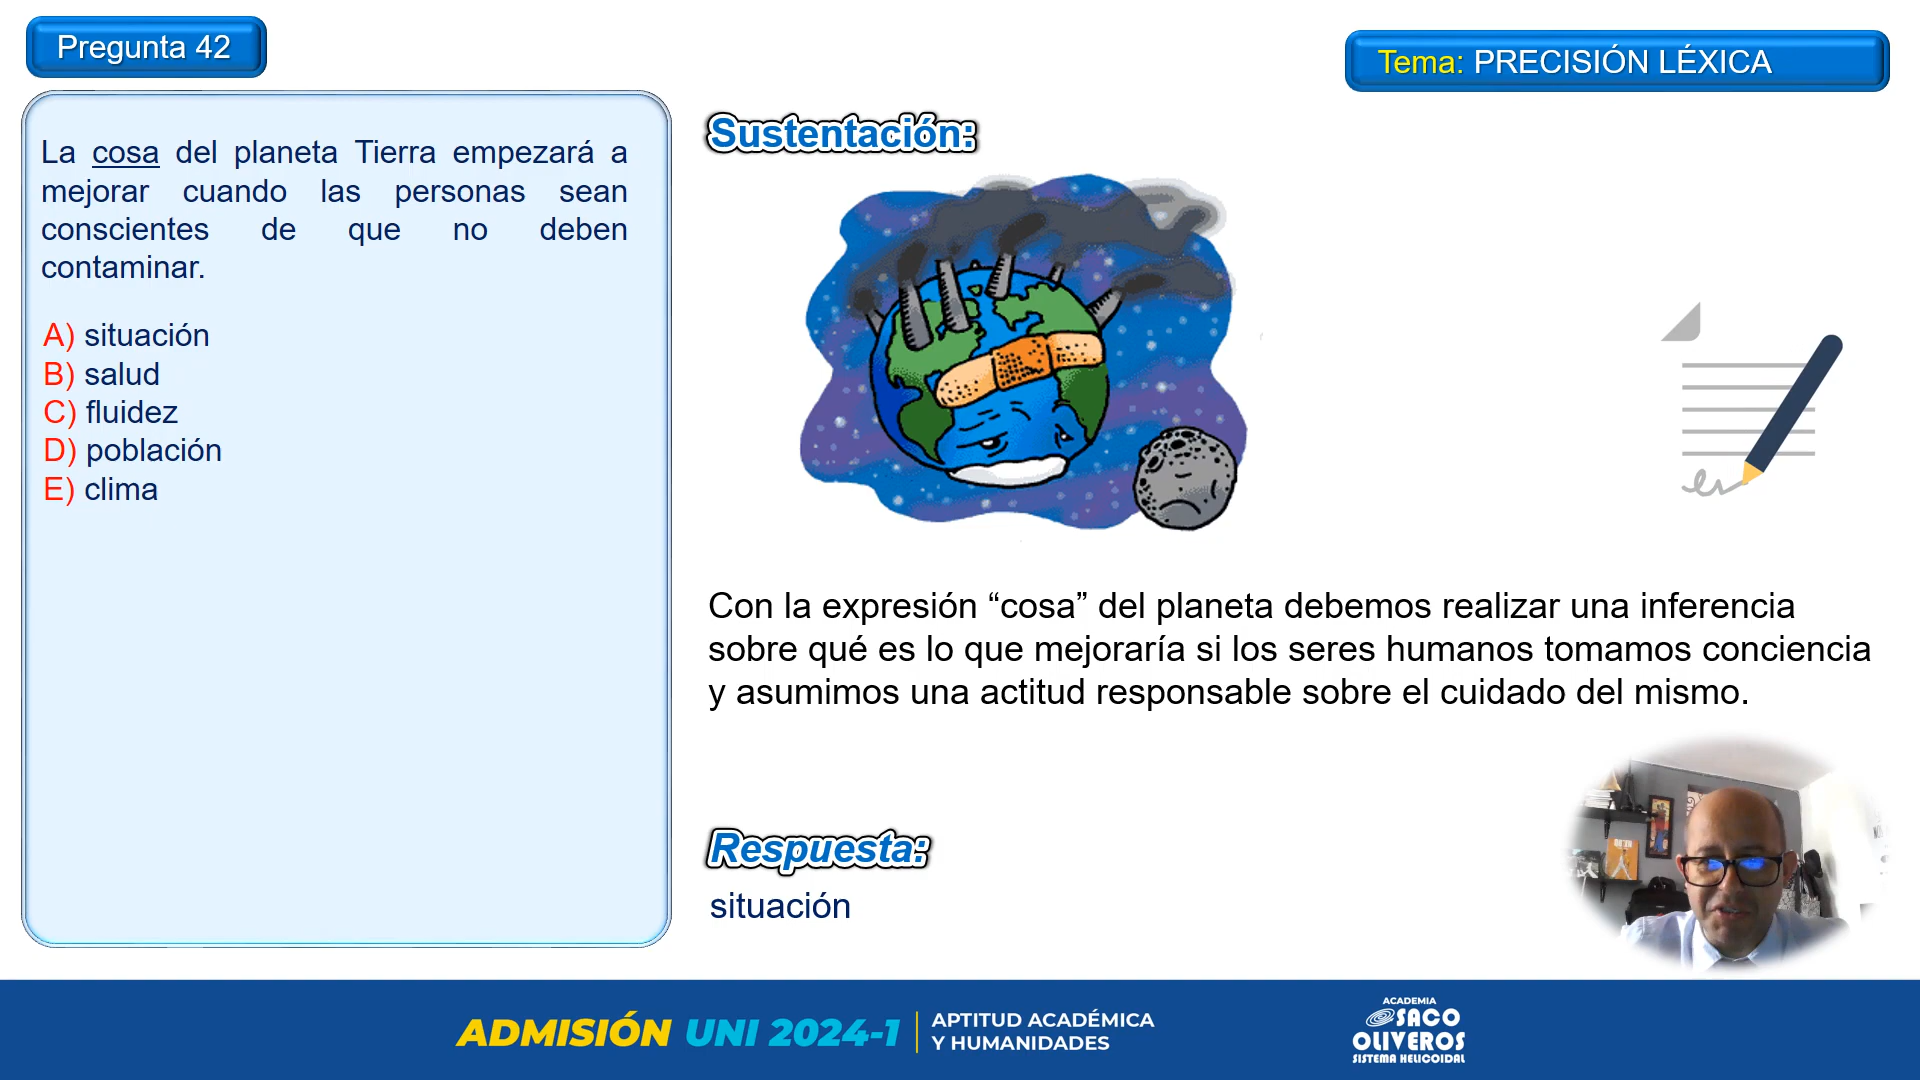 Pregunta 42
Tema: PRECISIÓN LÉXICA
La cosa del planeta Tierra empezará a
mejorar cuando las personas sean
conscientes de que no deben
contaminar.
A) situación
B) salud
C) fluidez
D) población
E) clima
Sustentación:
Con la expresión “cosa” del planeta debemos realizar una inferencia
sobre qué es lo que mejoraría si los seres humanos tomamos conciencia
y asumimos una actitud responsable sobre el cuidado del mismo.
Respuesta:
situación
ADMISIÓN UNI 2024-1
APTITUD ACADÉMICA
Y HUMANIDADES
ACADEMIA
SACO
OLIVEROS
SISTEMA HELICOIDAL